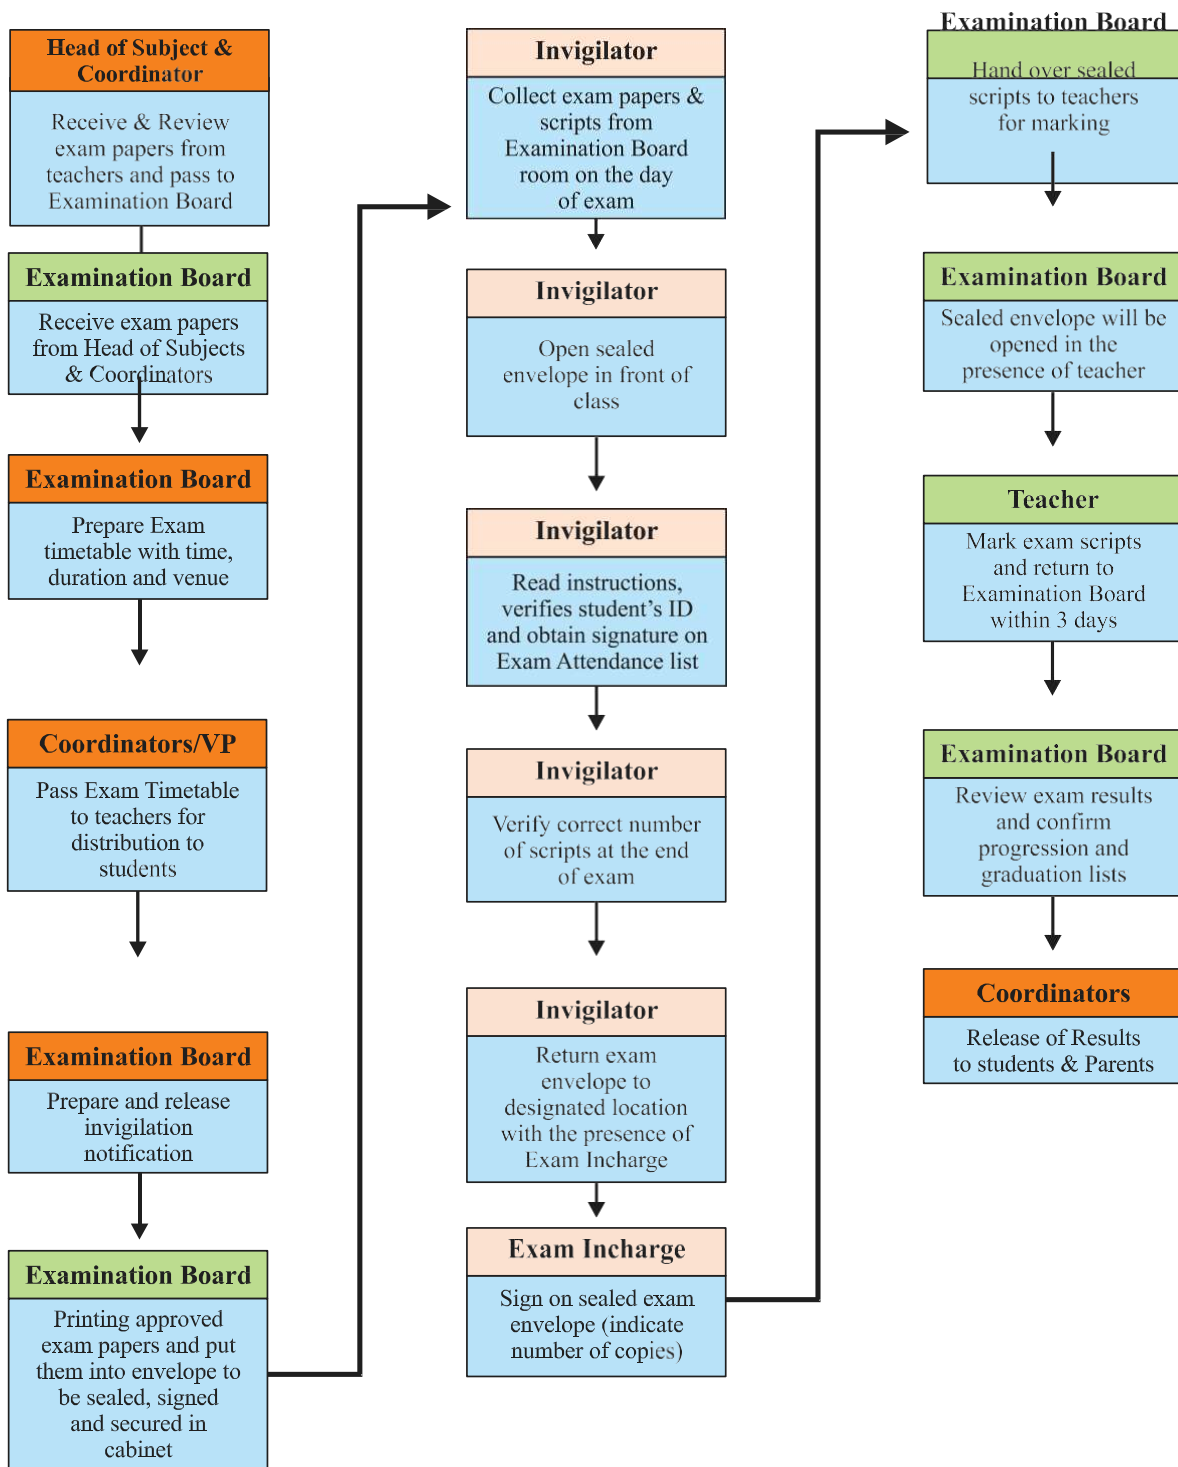 Head of Subject &
Coordinator
Receive & Review
exam papers from
teachers and pass to
Examination Board
Examination Board
Receive exam papers
from Head of Subjects
& Coordinators
Examination Board
Prepare Exam
timetable with time,
duration and venue
Coordinators/VP
Pass Exam Timetable
to teachers for
distribution to
students
Examination Board
Prepare and release
invigilation
notification
Examination Board
Printing approved
exam papers and put
them into envelope to
be sealed, signed
and secured in
cabinet
Invigilator
Collect exam papers &
scripts from
Examination Board
room on the day
of exam
Invigilator
Open sealed
envelope in front of
class
Invigilator
Read instructions,
verifies student’s ID
and obtain signature on
Exam Attendance list
Invigilator
Verify correct number
of scripts at the end
of exam
Invigilator
Return exam
envelope to
designated location
with the presence of
Exam Incharge
Exam Incharge
Sign on sealed exam
envelope (indicate
number of copies)
Examination Board
Hand over sealed
scripts to teachers
for marking
Examination Board
Sealed envelope will be
opened in the
presence of teacher
Teacher
Mark exam scripts
and return to
Examination Board
within 3 days
Examination Board
Review exam results
and confirm
progression and
graduation lists
Coordinators
Release of Results
to students & Parents